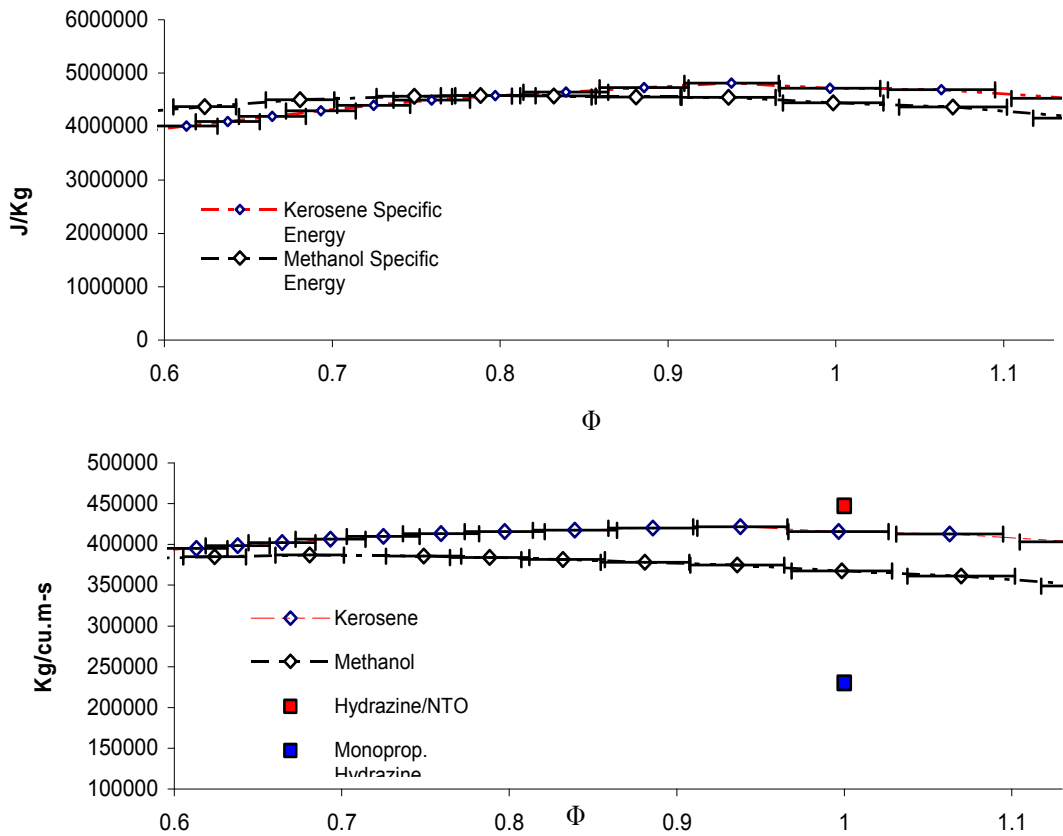 6000000
5000000
4000000
3000000
2000000
1000000
0
J/Kg
Kerosene Specific
Energy
Methanol Specific
Energy
0.6 0.7 0.8 0.9 1 1.1
Φ
500000
450000
400000
350000
300000
250000
200000
150000
100000
Kg/cu.m-s
Kerosene
Methanol
Hydrazine/NTO
Monoprop.
Hydrazine
0.6 0.7 0.8 Φ 0.9 1 1.1